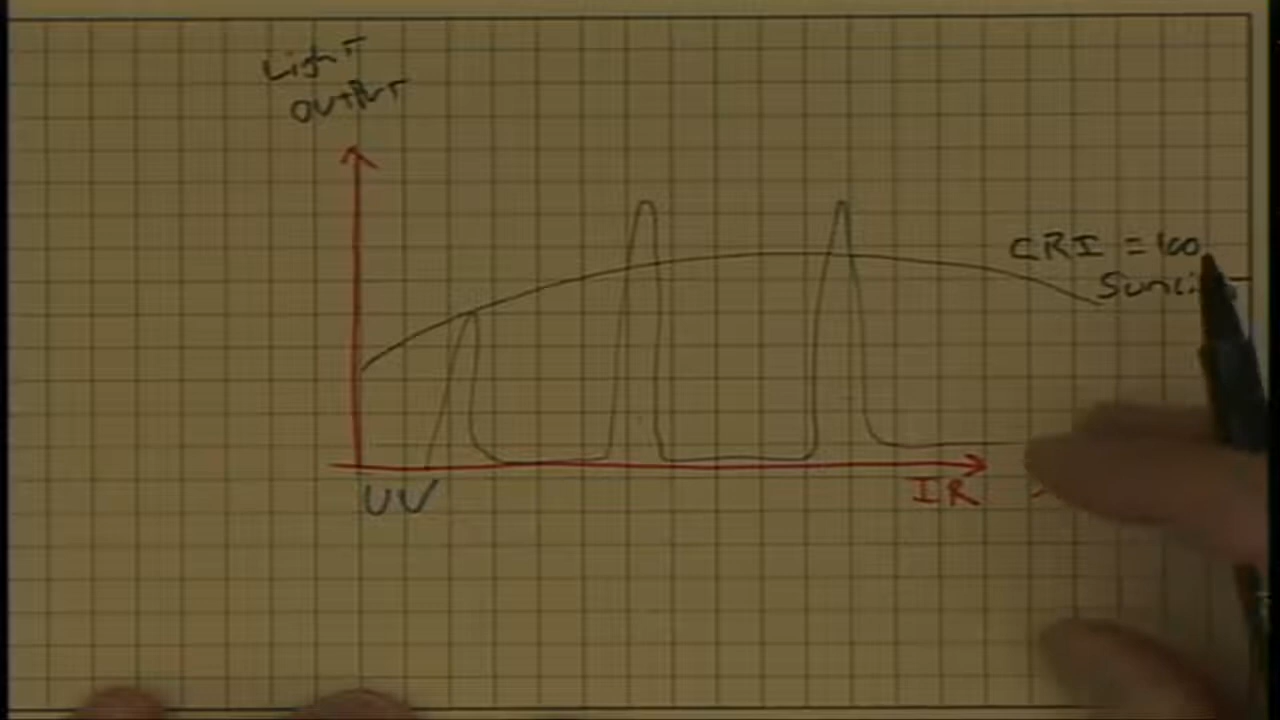 Light
OUTPUT
CRI = 100
UV
IR